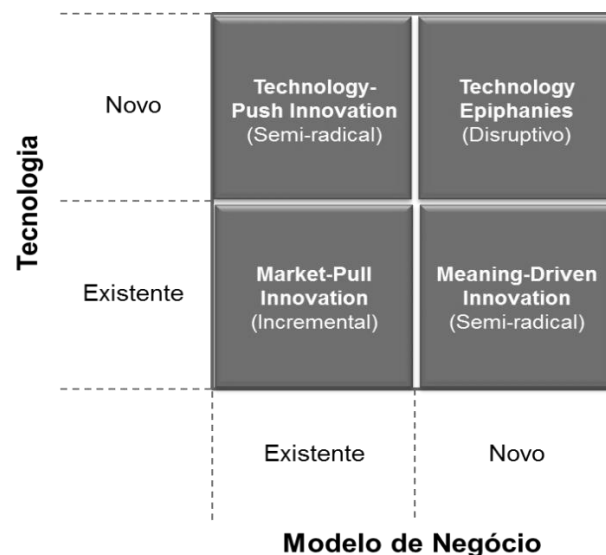 Tecnologia
Novo
Technology-
Push Innovation
(Semi-radical)
Technology
Epiphanies
(Disruptivo)
Existente
Market-Pull
Innovation
(Incremental)
Meaning-Driven
Innovation
(Semi-radical)
Existente
Novo
Modelo de Negócio